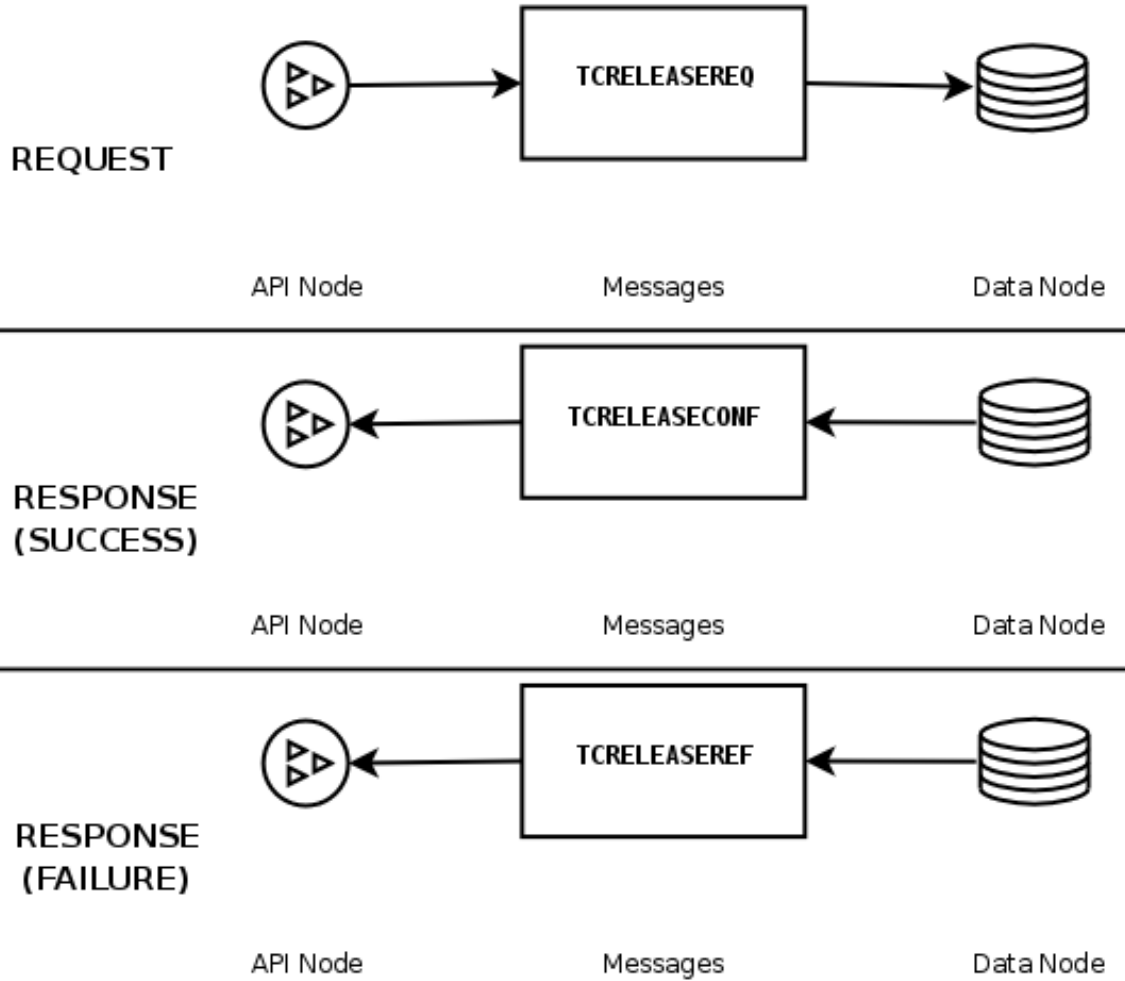 TCRELEASEREQ
REQUEST
API Node Messages Data Node
TCRELEASECONF
RESPONSE
(SUCCESS)
API Node Messages Data Node
TCRELEASEREF
RESPONSE
(FAILURE)
API Node Messages Data Node